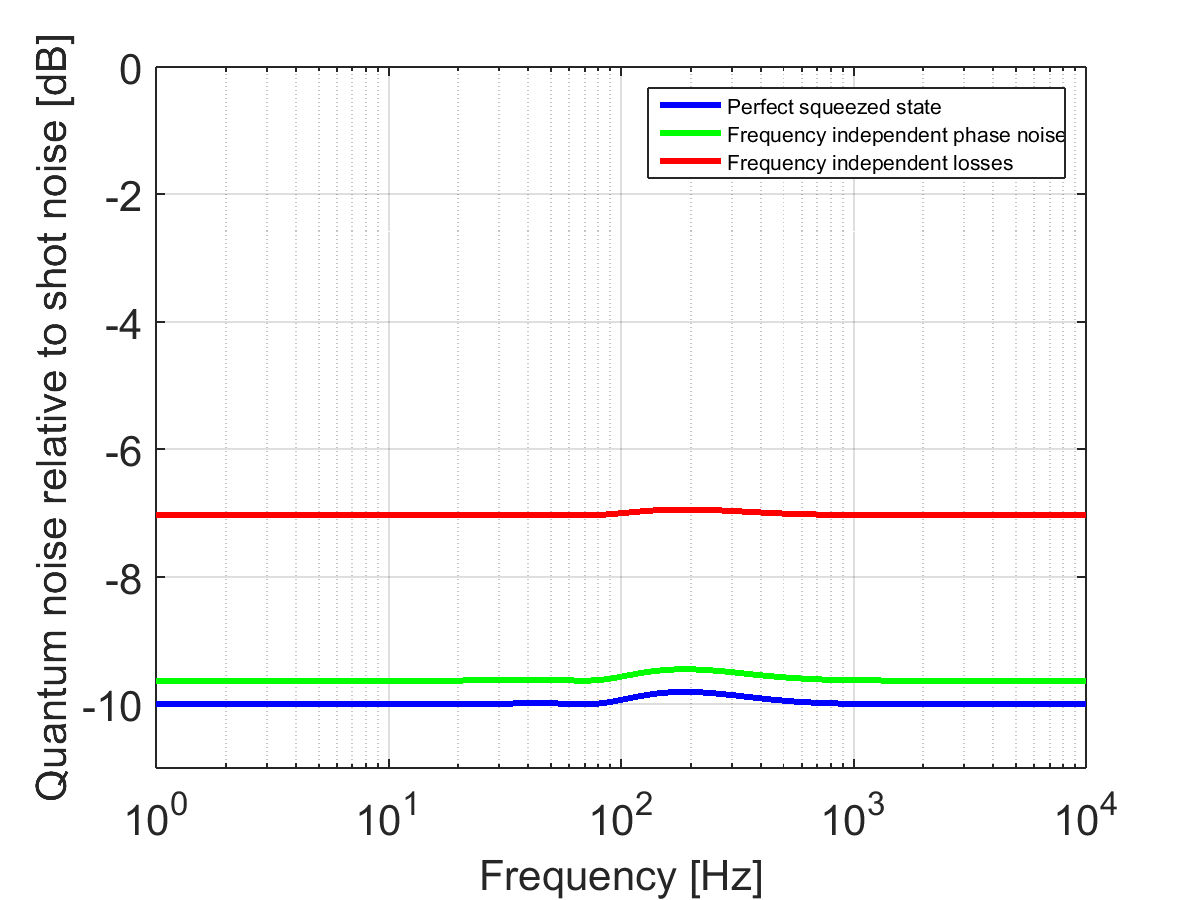 Quantum noise relative to shot noise [dB]
0
-2
-4
-6
-8
-10
Perfect squeezed state
Frequency independent phase noise
Frequency independent losses
10^0 10^1 10^2 10^3 10^4
Frequency [Hz]